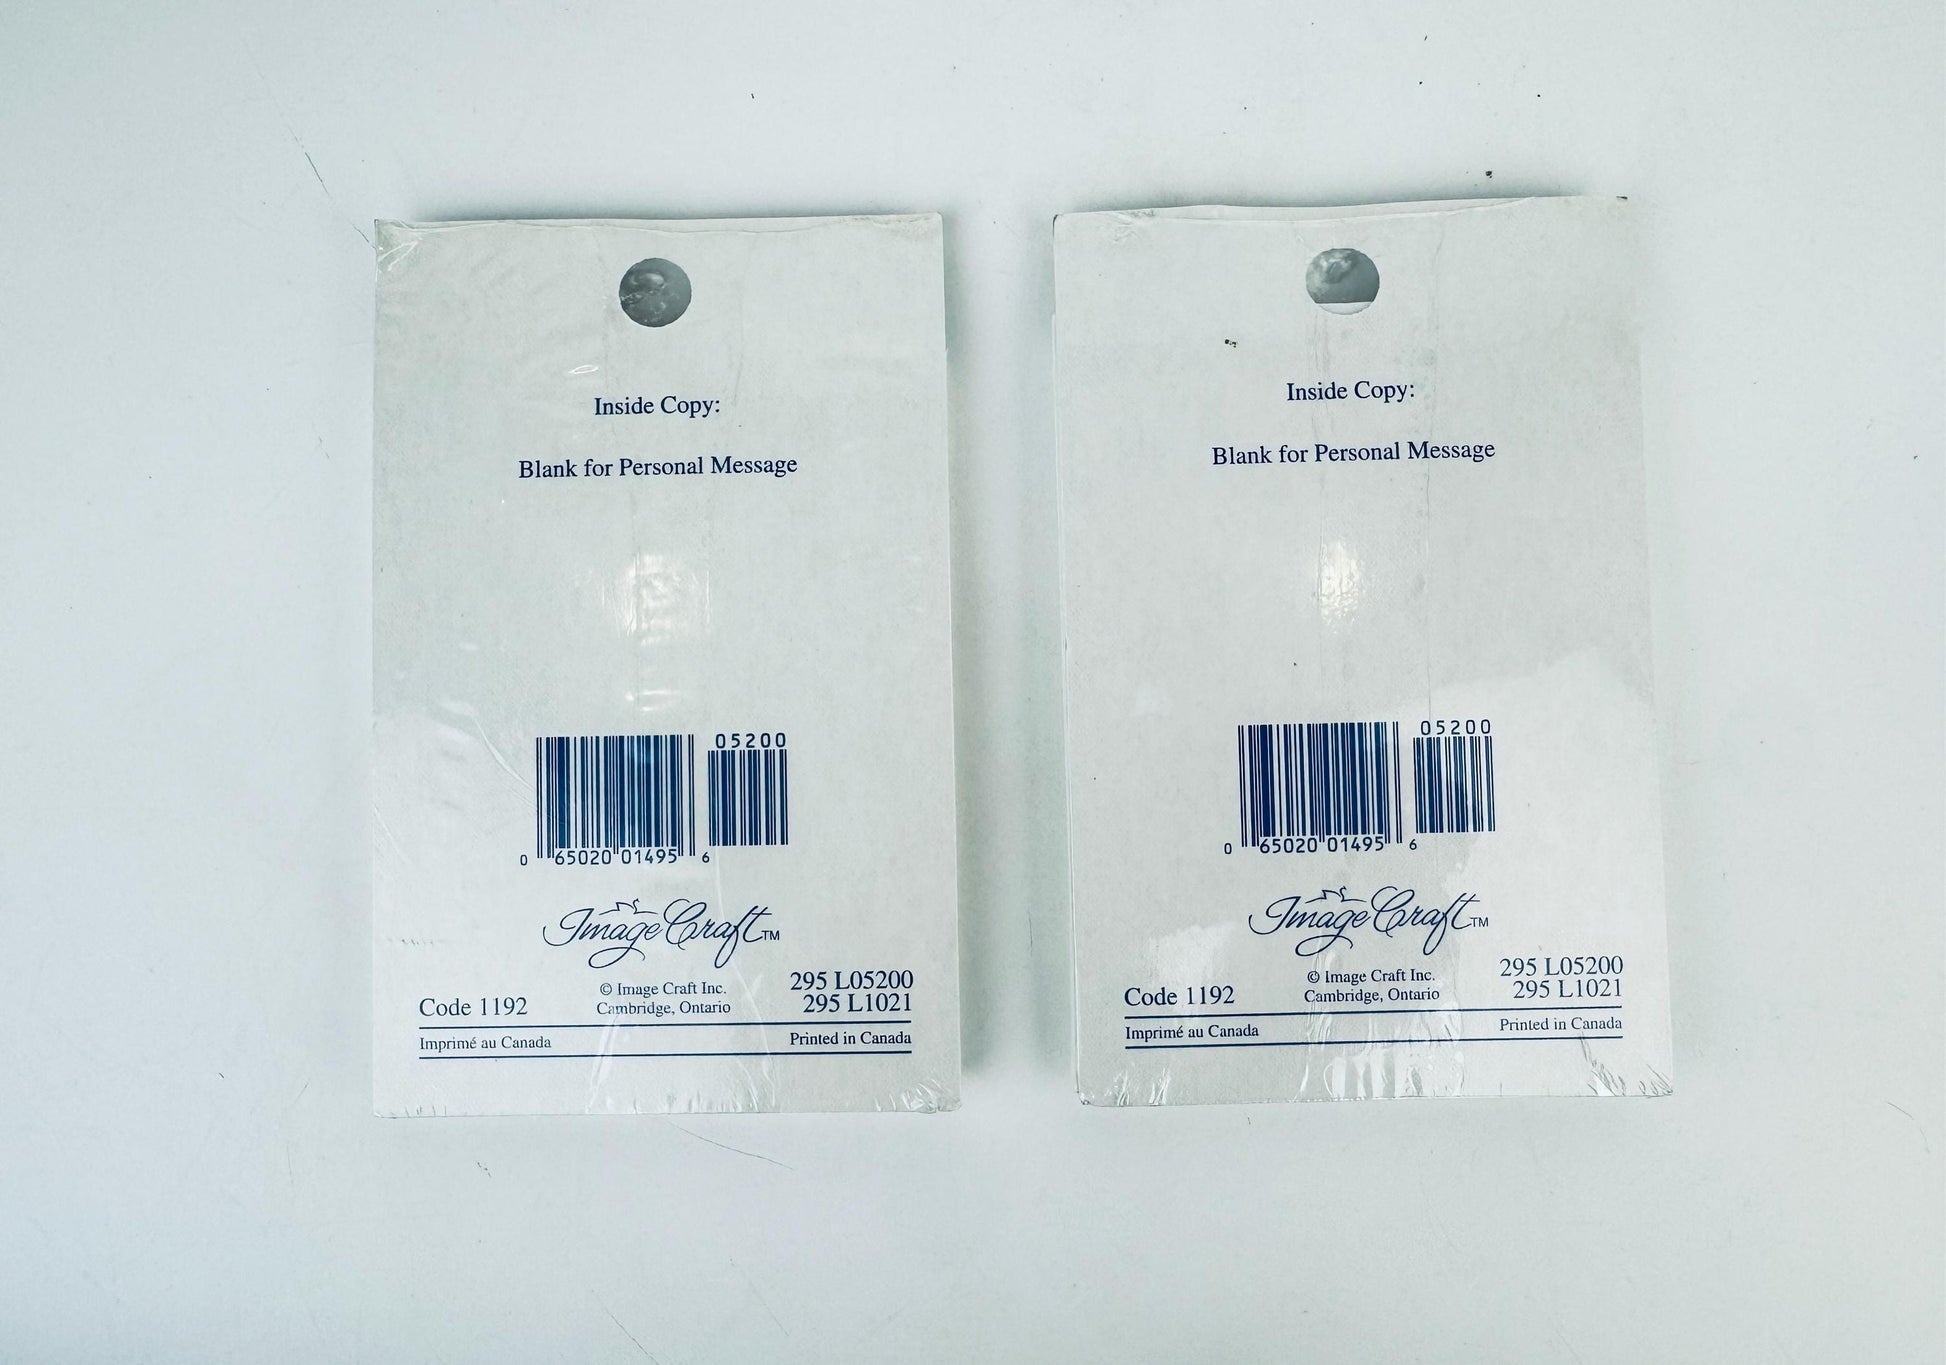 Inside Copy:
Blank for Personal Message
05200
0 65020 01495 6
Image Craft™
© Image Craft Inc.
Cambridge, Ontario
Code 1192
295 L05200
295 L1021
Imprimé au Canada
Printed in Canada
Inside Copy:
Blank for Personal Message
05200
0 65020 01495 6
Image Craft™
© Image Craft Inc.
Cambridge, Ontario
Code 1192
295 L05200
295 L1021
Imprimé au Canada
Printed in Canada